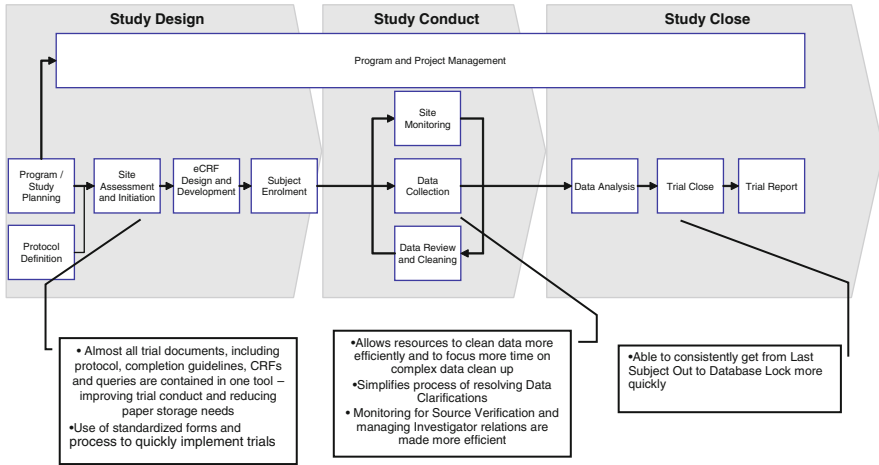 Study Design
Study Conduct
Study Close
Program and Project Management
Program /
Study
Planning
Protocol
Definition
Site
Assessment
and Initiation
eCRF
Design and
Development
Subject
Enrolment
Site
Monitoring
Data
Collection
Data Review
and Cleaning
Data Analysis
Trial Close
Trial Report
• Almost all trial documents, including
protocol, completion guidelines, CRFs
and queries are contained in one tool –
improving trial conduct and reducing
paper storage needs
•Use of standardized forms and
process to quickly implement trials
•Allows resources to clean data more
efficiently and to focus more time on
complex data clean up
•Simplifies process of resolving Data
Clarifications
• Monitoring for Source Verification and
managing Investigator relations are
made more efficient
•Able to consistently get from Last
Subject Out to Database Lock more
quickly